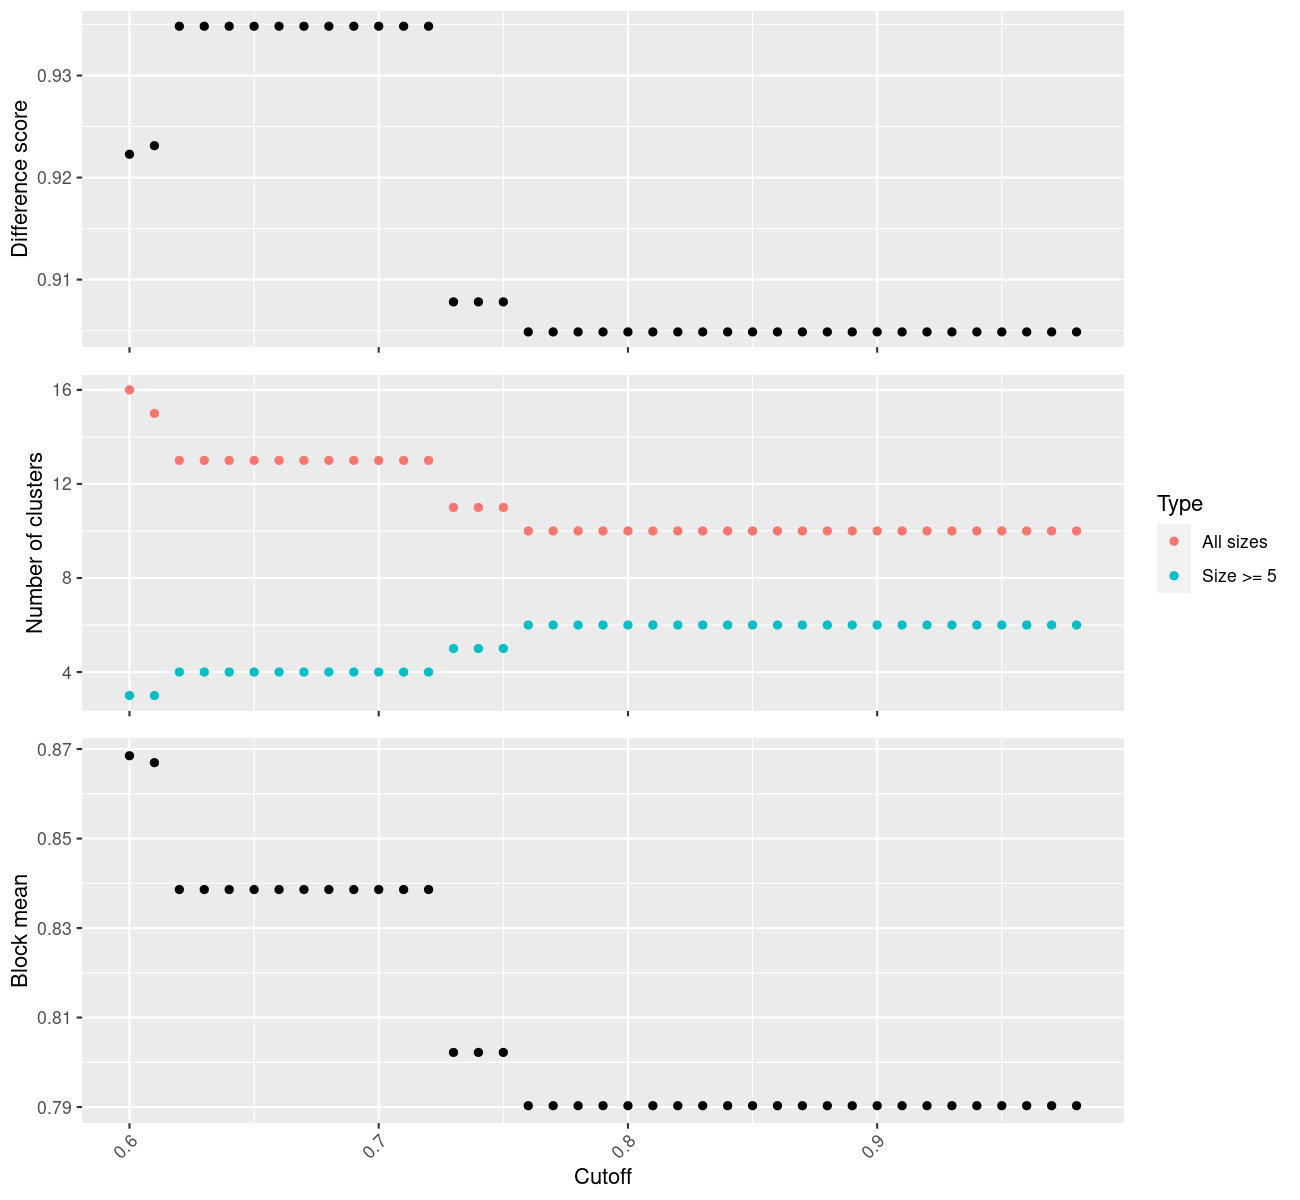 Difference score
0.93
0.92
0.91
Number of clusters
16
12
8
4
Type
All sizes
Size >= 5
Block mean
0.87
0.85
0.83
0.81
0.79
0.6
0.7
0.8
0.9
Cutoff